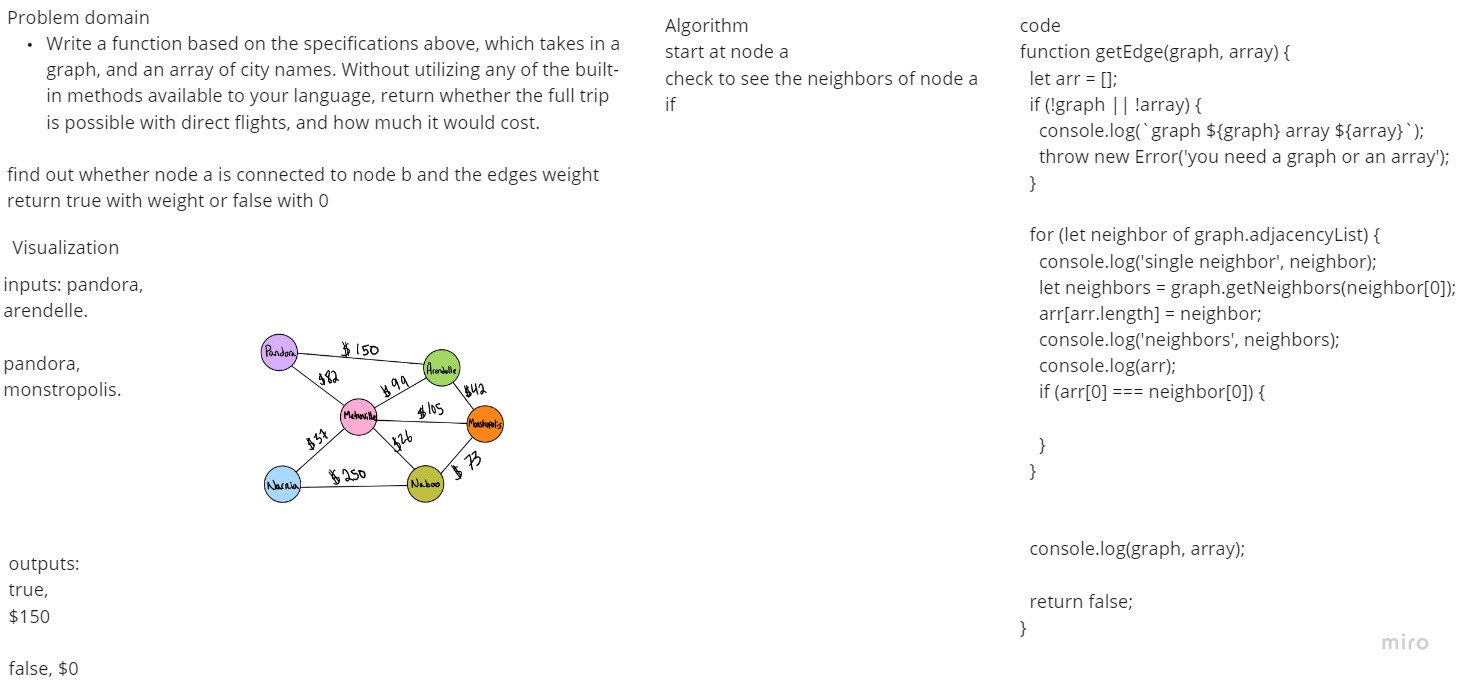 Problem domain
• Write a function based on the specifications above, which takes in a
graph, and an array of city names. Without utilizing any of the built-
in methods available to your language, return whether the full trip
is possible with direct flights, and how much it would cost.
find out whether node a is connected to node b and the edges weight
return true with weight or false with 0
Visualization
inputs: pandora,
arendelle.
pandora,
monstropolis.
Pandora
$150
Arendelle
$82
$99
$42
Metroville
$105
Monstropolis
$37
$26
$73
Narnia
$250
Naboo
outputs:
true,
$150
false, $0
Algorithm
start at node a
check to see the neighbors of node a
if
code
function getEdge(graph, array) {
let arr = [];
if (!graph || !array) {
console.log(`graph ${graph} array ${array}`);
throw new Error('you need a graph or an array');
}
for (let neighbor of graph.adjacencyList) {
console.log('single neighbor', neighbor);
let neighbors = graph.getNeighbors(neighbor[0]);
arr[arr.length] = neighbor;
console.log('neighbors', neighbors);
console.log(arr);
if (arr[0] === neighbor[0]) {
}
}
console.log(graph, array);
return false;
}
miro